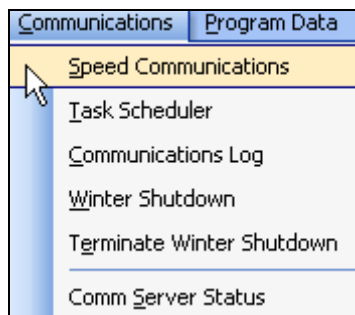 Communications Program Data
Speed Communications
Task Scheduler
Communications Log
Winter Shutdown
Terminate Winter Shutdown
Comm Server Status